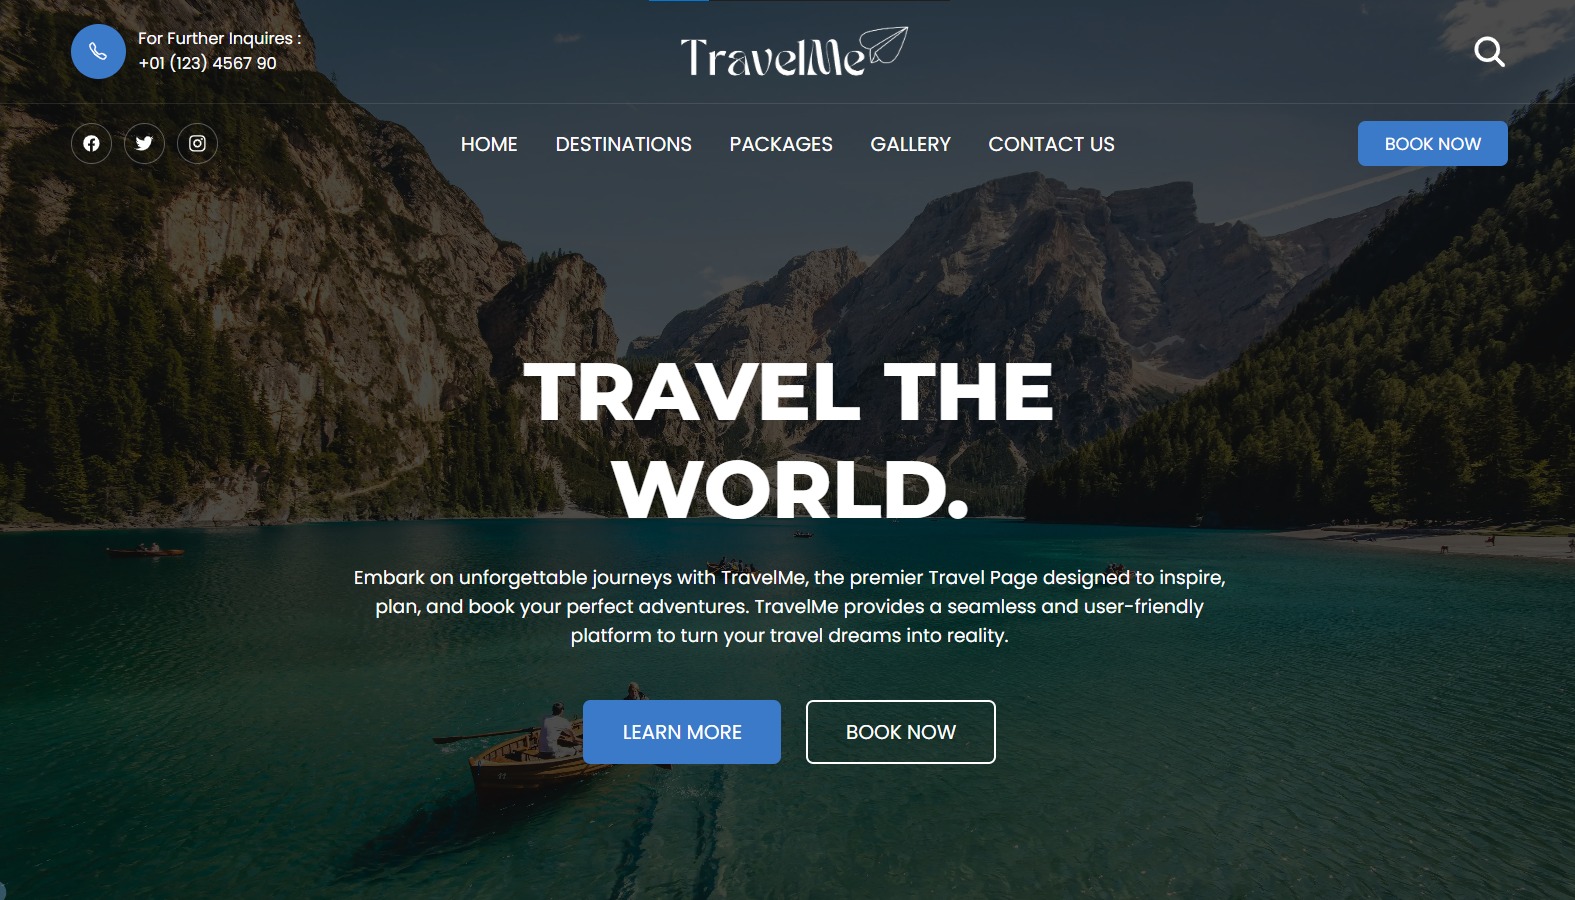 For Further Inquires :
+01 (123) 4567 90
TravelMe
HOME DESTINATIONS PACKAGES GALLERY CONTACT US
BOOK NOW
TRAVEL THE
WORLD.
Embark on unforgettable journeys with TravelMe, the premier Travel Page designed to inspire,
plan, and book your perfect adventures. TravelMe provides a seamless and user-friendly
platform to turn your travel dreams into reality.
LEARN MORE
BOOK NOW